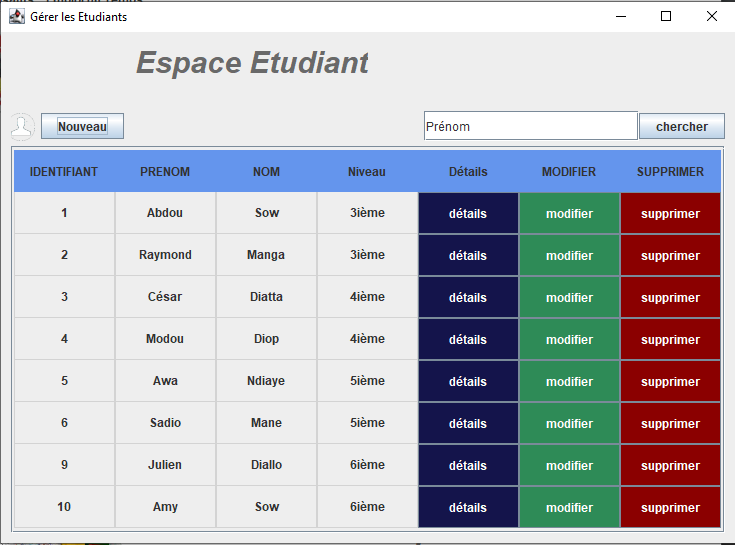 Gérer les Etudiants
Espace Etudiant
Nouveau Prénom chercher
IDENTIFIANT PRENOM NOM Niveau Détails MODIFIER SUPPRIMER
1 Abdou Sow 3ième détails modifier supprimer
2 Raymond Manga 3ième détails modifier supprimer
3 César Diatta 4ième détails modifier supprimer
4 Modou Diop 4ième détails modifier supprimer
5 Awa Ndiaye 5ième détails modifier supprimer
6 Sadio Mane 5ième détails modifier supprimer
9 Julien Diallo 6ième détails modifier supprimer
10 Amy Sow 6ième détails modifier supprimer